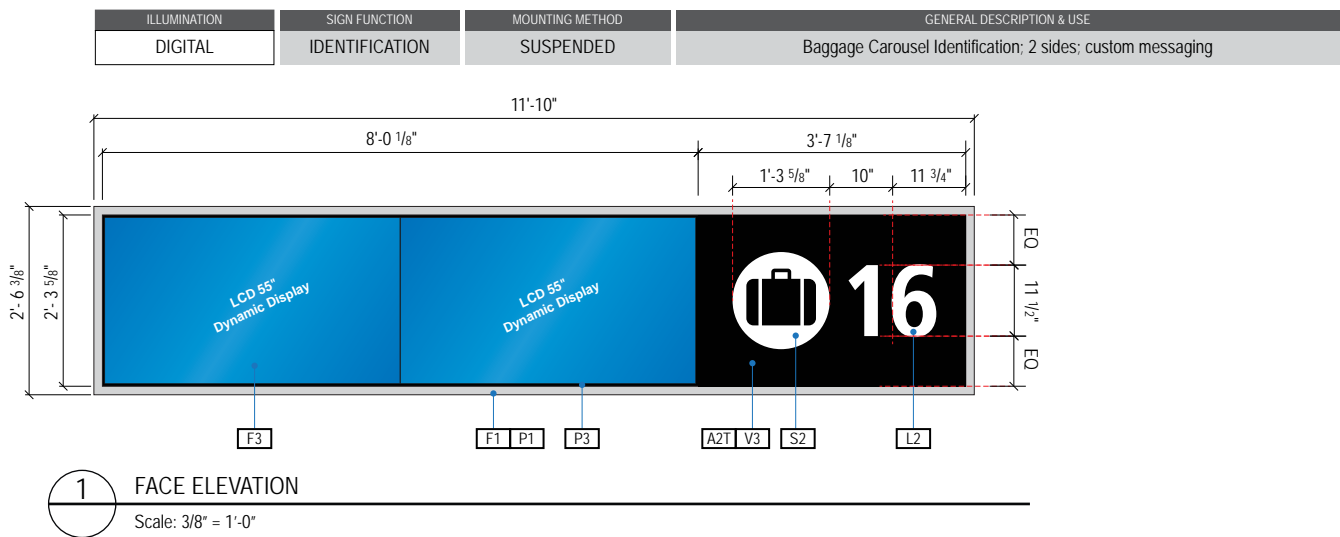 ILLUMINATION SIGN FUNCTION MOUNTING METHOD GENERAL DESCRIPTION & USE
DIGITAL IDENTIFICATION SUSPENDED Baggage Carousel Identification; 2 sides; custom messaging
11'-10"
8'-0 1/8" 3'-7 1/8"
1'-3 5/8" 10" 11 3/4"
2'- 6 3/8"
2'- 3 5/8"
LCD 55"
Dynamic Display
LCD 55"
Dynamic Display
16
EQ
11 1/2"
EQ
F3 F1 P1 P3 A2T V3 S2 L2
1 FACE ELEVATION
Scale: 3/8" = 1'-0"